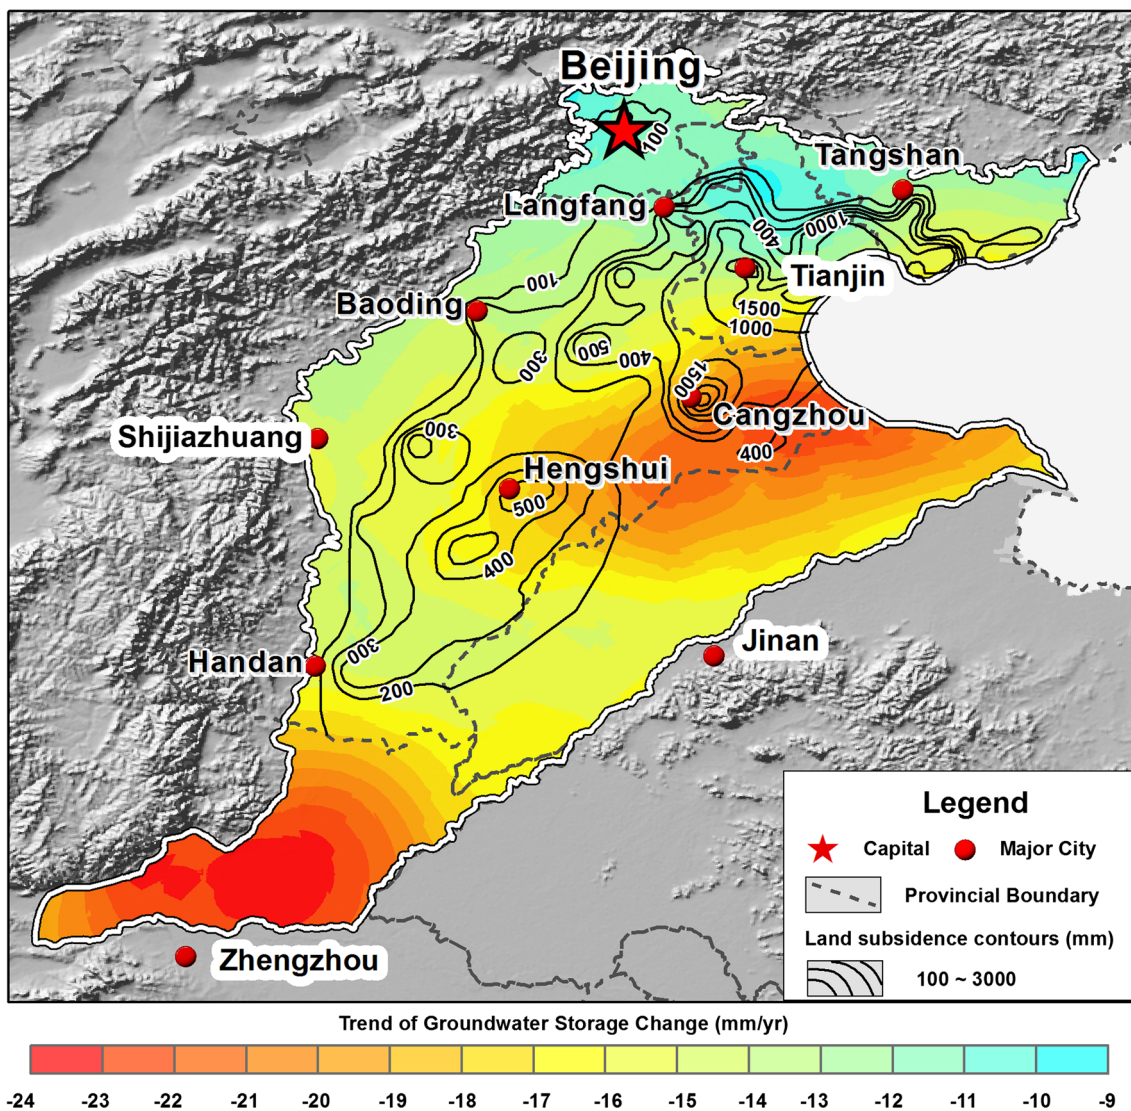 Beijing
100
Tangshan
Langfang
1000
400
Tianjin
100
1500
Baoding
1000
500
400
300
1500
Cangzhou
300
Shijiazhuang
400
Hengshui
500
400
Jinan
300
Handan
200
Legend
Capital
Major City
Provincial Boundary
Land subsidence contours (mm)
100 ~ 3000
Zhengzhou
Trend of Groundwater Storage Change (mm/yr)
-24 -23 -22 -21 -20 -19 -18 -17 -16 -15 -14 -13 -12 -11 -10 -9